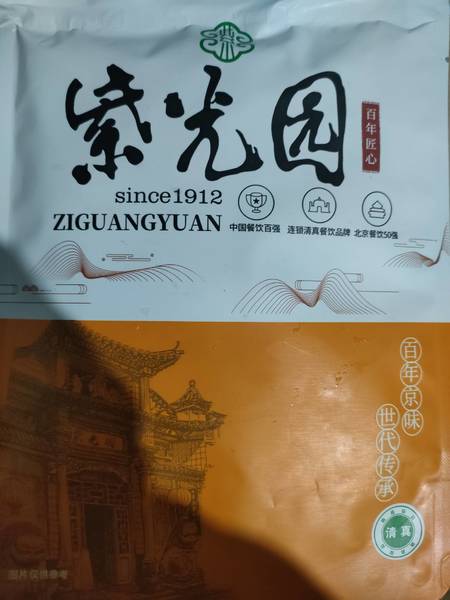 紫光园
百年匠心
since1912
ZIGUANGYUAN
中国餐饮百强
连锁清真餐饮品牌
北京餐饮50强
百年京味
世代传承
清真
图片仅供参考